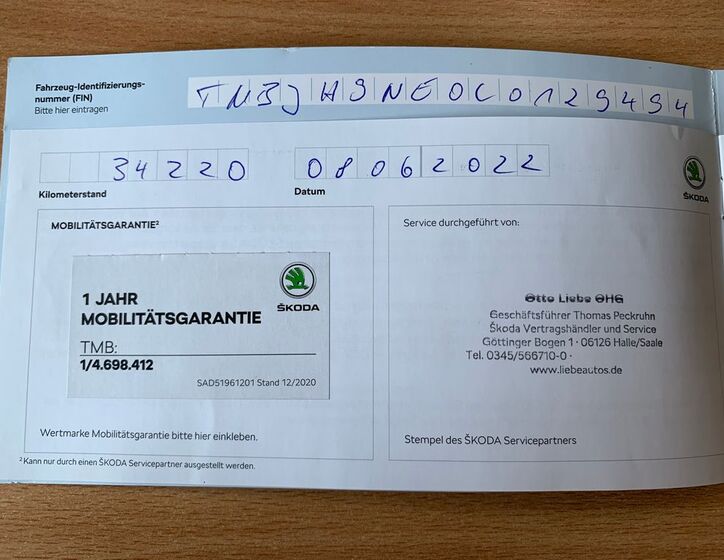 Fahrzeug-Identifizierungs-
nummer (FIN)
Bitte hier eintragen
TMBJH9NE0C0129494
34220
08062022
Kilometerstand
Datum
ŠKODA
MOBILITÄTSGARANTIE²
Service durchgeführt von:
1 JAHR
MOBILITÄTSGARANTIE
ŠKODA
TMB:
1/4.698.412
SAD51961201 Stand 12/2020
Otto Liebe OHG
Geschäftsführer Thomas Peckruhn
Škoda Vertragshändler und Service
Göttinger Bogen 1 · 06126 Halle/Saale
Tel. 0345/566710-0 ·
www.liebeautos.de
Wertmarke Mobilitätsgarantie bitte hier einkleben.
Stempel des ŠKODA Servicepartners
² Kann nur durch einen ŠKODA Servicepartner ausgestellt werden.